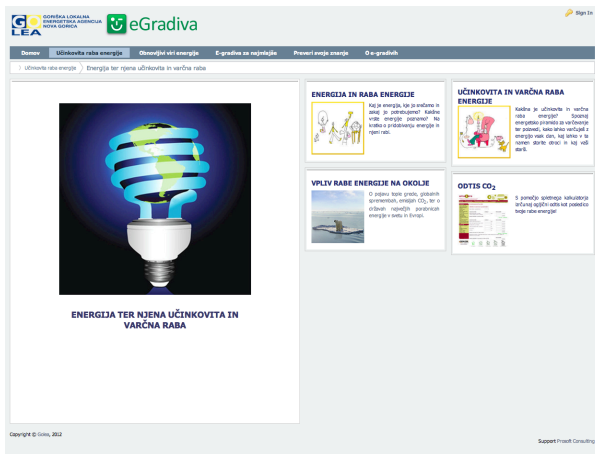 GORIŠKA LOKALNA
ENERGETSKA AGENCIJA
NOVA GORICA
GO
LEA
eGradiva
Sign In
Domov
Učinkovita raba energije
Obnovljivi viri energije
E-gradiva za najmlajše
Preveri svoje znanje
O e-gradivih
Učinkovita raba energije
Energija ter njena učinkovita in varčna raba
ENERGIJA TER NJENA UČINKOVITA IN
VARČNA RABA
ENERGIJA IN RABA ENERGIJE
Kaj je energija, kje jo srečamo in
zakaj jo potrebujemo? Kakšne
vrste energije poznamo? Na
kratko o pridobivanju energije in
njeni rabi.
UČINKOVITA IN VARČNA RABA
ENERGIJE
Kakšna je učinkovita in varčna
raba energije? Spoznaj
energetsko piramido za varčevanje
ter poizvedi, kako lahko varčuješ z
energijo vsak dan, kaj lahko v ta
namen storite otroci in kaj vaši
starši.
VPLIV RABE ENERGIJE NA OKOLJE
O pojavu tople grede, globalnih
spremembah, emisijah CO₂, ter o
državah največjih porabnicah
energije v svetu in Evropi.
ODTIS CO₂
S pomočjo spletnega kalkulatorja
izračunaj ogljični odtis kot posledico
tvoje rabe energije!
Copyright © Golea, 2012
Support Prosoft Consulting